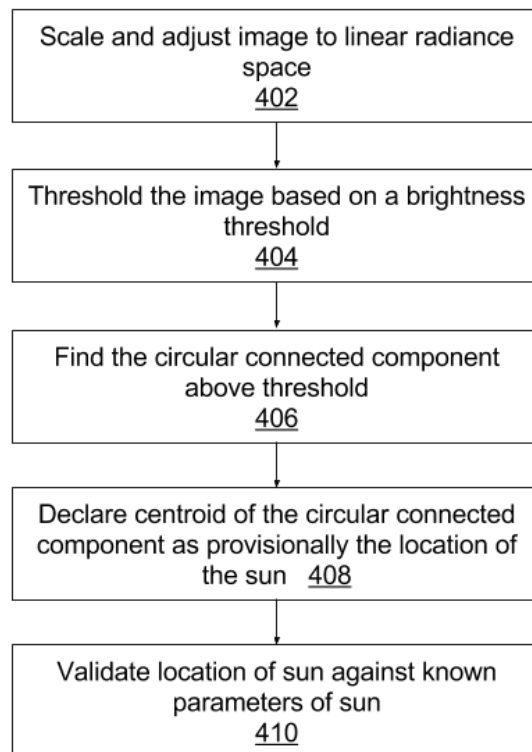 Scale and adjust image to linear radiance
space
402
Threshold the image based on a brightness
threshold
404
Find the circular connected component
above threshold
406
Declare centroid of the circular connected
component as provisionally the location of
the sun 408
Validate location of sun against known
parameters of sun
410